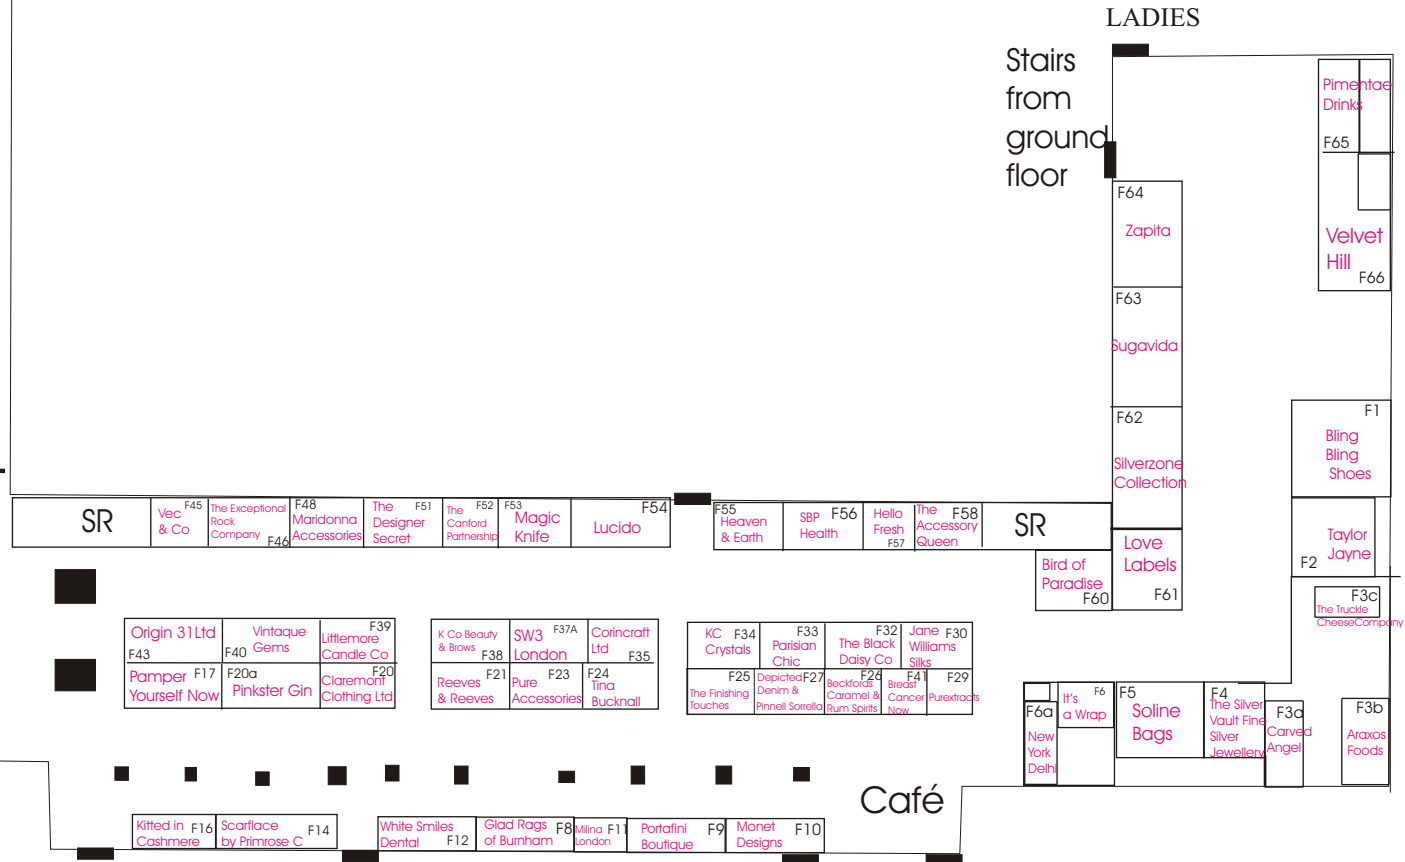 LADIES
Stairs
from
ground
floor
Pimentae
Drinks
F65
Velvet
Hill
F66
F64
Zapita
F63
Sugavida
F62
Silverzone
Collection
F1
Bling
Bling
Shoes
Taylor
Jayne
F2
F3c
The Truckle
CheeseCompany
SR
F45
Vec
& Co
The Exceptional
Rock
Company
F46
F48
Maridonna
Accessories
The F51
Designer
Secret
The F52
Canford
Partnership
F53
Magic
Knife
F54
Lucido
F55
Heaven
& Earth
SBP F56
Health
Hello
Fresh
F57
The F58
Accessory
Queen
SR
Love
Labels
F61
Bird of
Paradise
F60
Origin 31Ltd
F43
Vintaque
F40 Gems
F39
Littlemore
Candle Co
Pamper F17
Yourself Now
F20a
Pinkster Gin
F20
Claremont
Clothing Ltd
K Co Beauty
& Brows F38
F37A
SW3
London
Corincraft
Ltd F35
F21
Reeves
& Reeves
F23
Pure
Accessories
F24
Tina
Bucknall
KC F34
Crystals
F33
Parisian
Chic
F32
The Black
Daisy Co
Jane F30
Williams
Silks
F25
The Finishing
Touches
Depicted F27
Denim &
Pinnell Sorrella
F26
Beckfords
Caramel &
Rum Spirits
F41
Breast
Cancer
Now
F29
Purextracts
F6a
New
York
Delhi
F6
It's
a Wrap
F5
Soline
Bags
F4
The Silver
Vault Fine
Silver
Jewellery
F3a
Carved
Angel
F3b
Araxos
Foods
Café
Kitted in F16
Cashmere
Scarflace F14
by Primrose C
White Smiles
Dental F12
Glad Rags F8
of Burnham
Milina F11
London
Portafini F9
Boutique
Monet F10
Designs